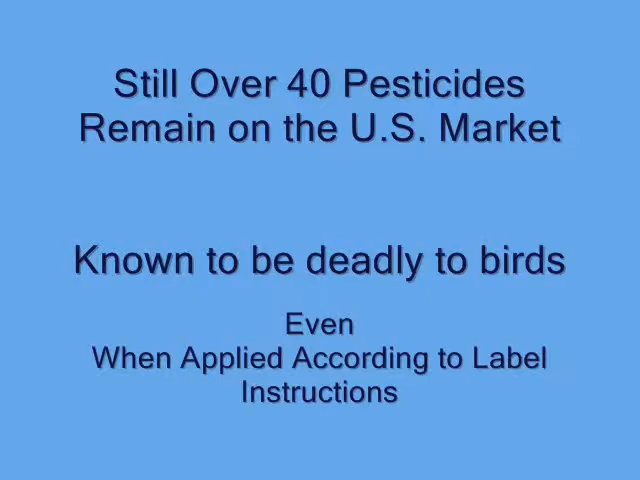 Still Over 40 Pesticides
Remain on the U.S. Market
Known to be deadly to birds
Even
When Applied According to Label
Instructions